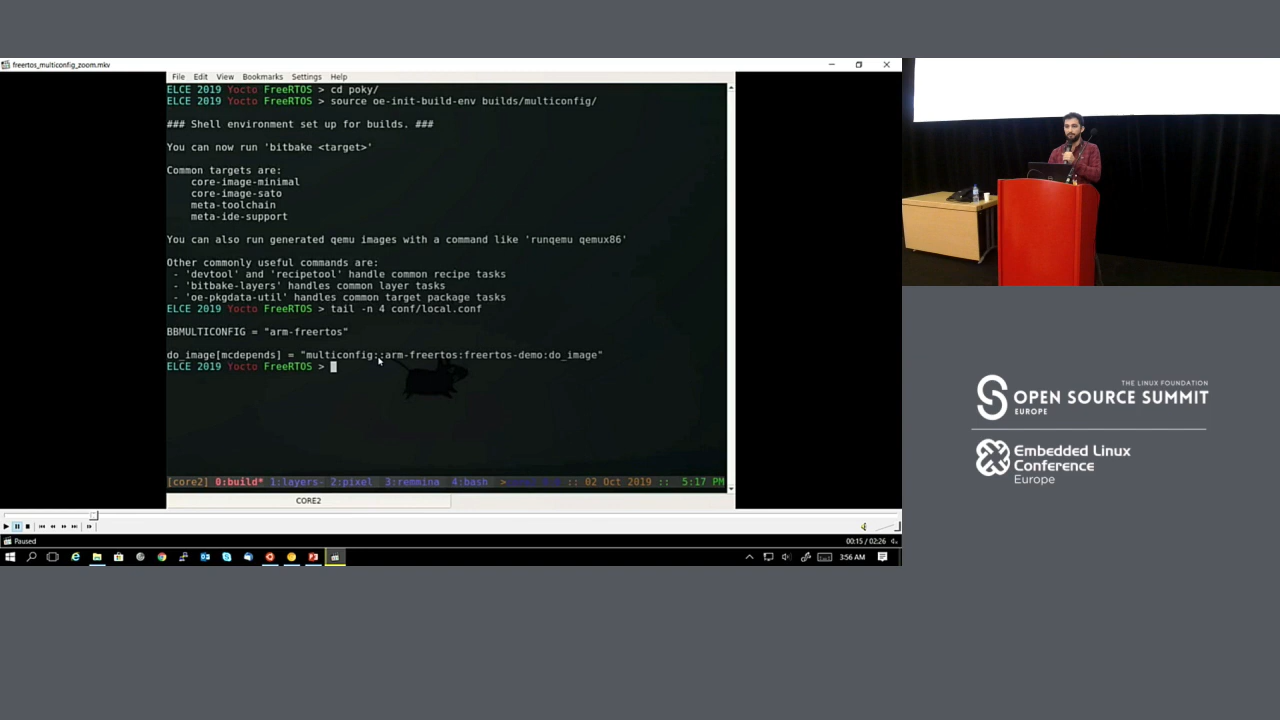 freertos_multiconfig_zoom.mkv
File Edit View Bookmarks Settings Help
ELCE 2019 Yocto FreeRTOS > cd poky/
ELCE 2019 Yocto FreeRTOS > source oe-init-build-env builds/multiconfig/
### Shell environment set up for builds. ###
You can now run 'bitbake <target>'
Common targets are:
core-image-minimal
core-image-sato
meta-toolchain
meta-ide-support
You can also run generated qemu images with a command like 'runqemu qemux86'
Other commonly useful commands are:
- 'devtool' and 'recipetool' handle common recipe tasks
- 'bitbake-layers' handles common layer tasks
- 'oe-pkgdata-util' handles common target package tasks
ELCE 2019 Yocto FreeRTOS > tail -n 4 conf/local.conf
BBMULTICONFIG = "arm-freertos"
do_image[mcdepends] = "multiconfig::arm-freertos:freertos-demo:do_image"
ELCE 2019 Yocto FreeRTOS >
[core2] 0:build* 1:layers- 2:pixel 3:remmina 4:bash > :: 02 Oct 2019 :: 5:17 PM
CORE2
Paused
00:15 / 02:26
3:56 AM
THE LINUX FOUNDATION
OPEN SOURCE SUMMIT
EUROPE
Embedded Linux
Conference
Europe